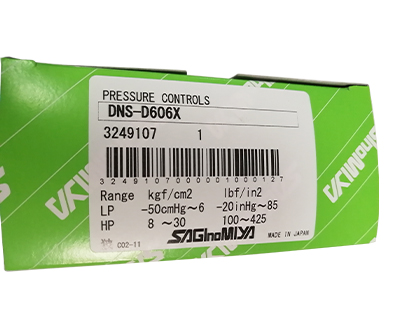 PRESSURE CONTROLS
DNS-D606X
3249107 1
3249107000001000127
Range kgf/cm2 lbf/in2
LP -50cmHg～6 -20inHg～85
HP 8 ～30 100～425
C02-11
SAGInoMIYA
MADE IN JAPAN